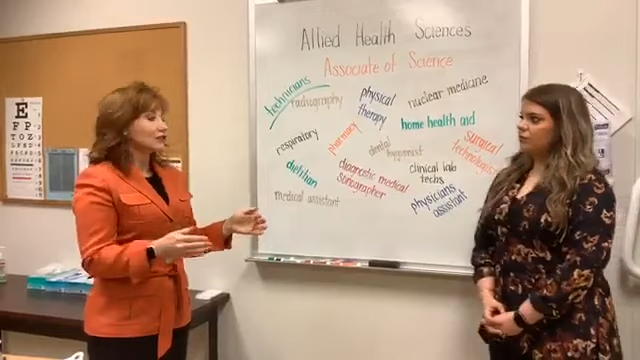 Allied Health Sciences
Associate of Science
technicians
radiography
physical
therapy
nuclear medicine
home health aid
respiratory
pharmacy
dental
hygienist
Surgical
technologist
dietitian
diagnostic medical
Sonographer
clinical lab
techs
medical assistant
physicians
assistant
E
F P
T O Z
L P E D